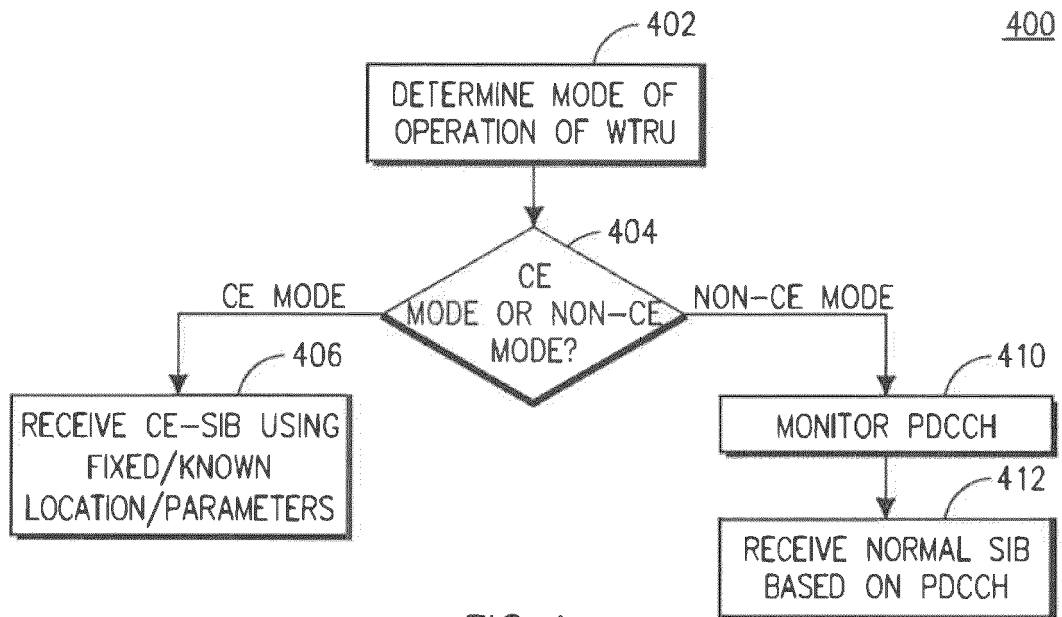 402
400
DETERMINE MODE OF
OPERATION OF WTRU
404
CE
MODE OR NON-CE
MODE?
CE MODE
NON-CE MODE
406
RECEIVE CE-SIB USING
FIXED/KNOWN
LOCATION/PARAMETERS
410
MONITOR PDCCH
412
RECEIVE NORMAL SIB
BASED ON PDCCH